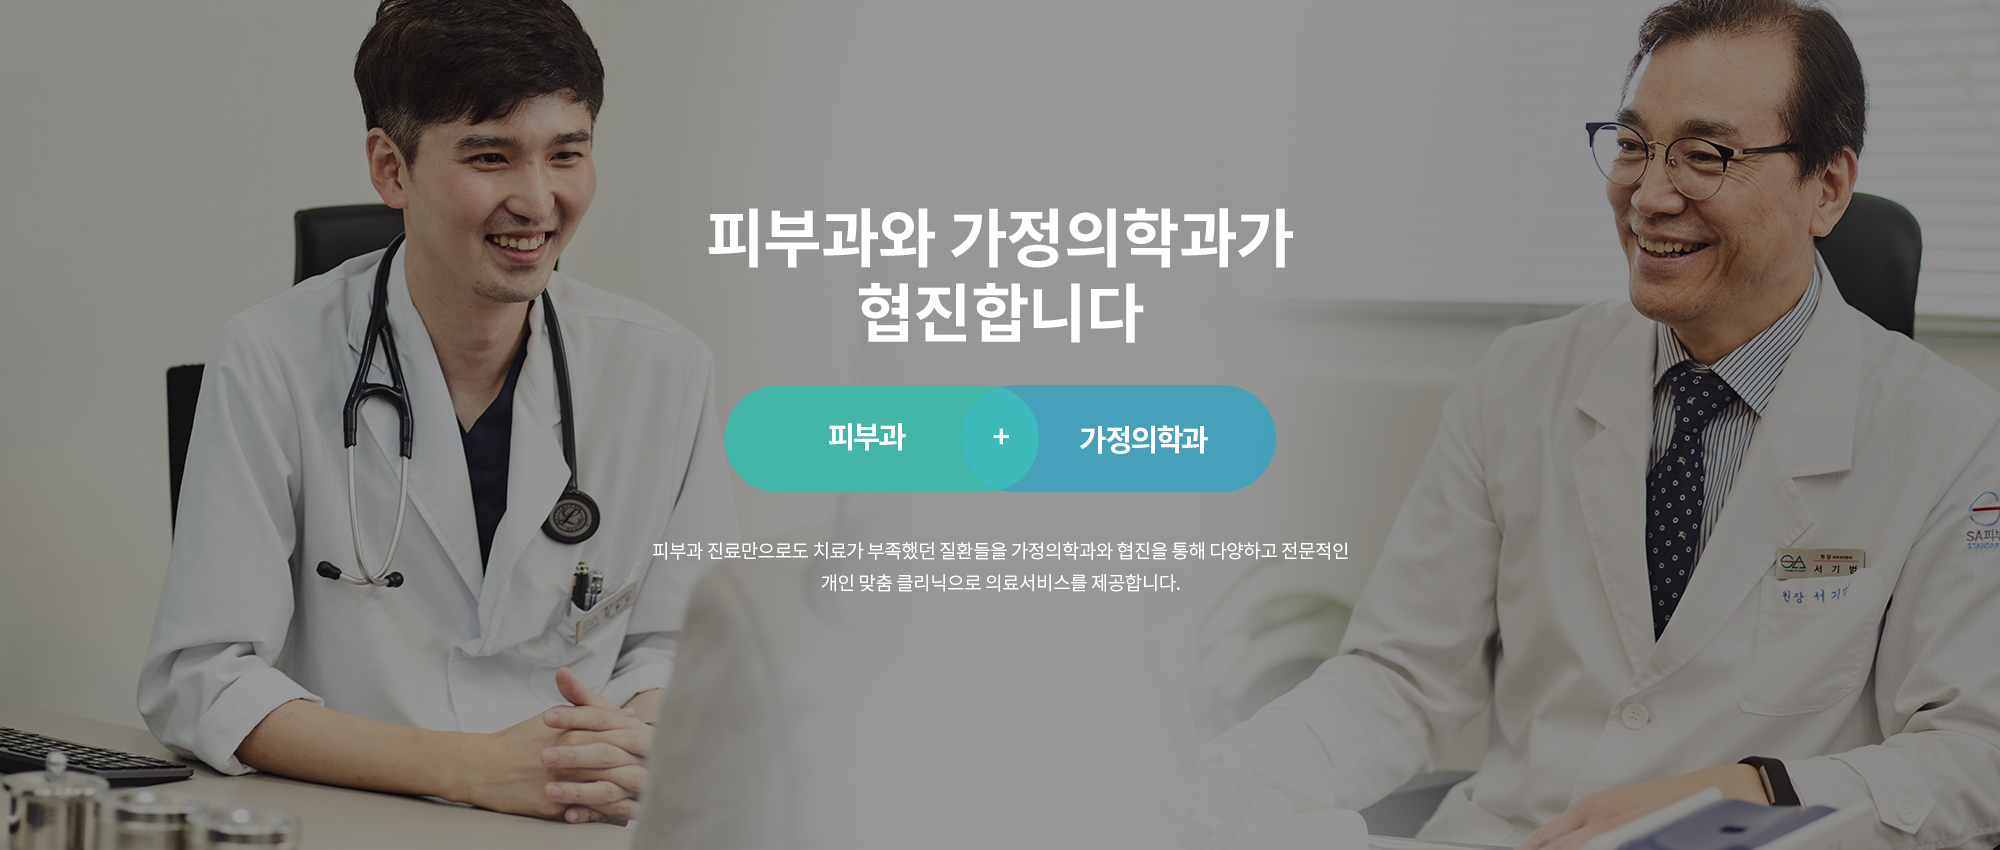 피부과와 가정의학과가
협진합니다
피부과 + 가정의학과
피부과 진료만으로도 치료가 부족했던 질환들을 가정의학과와 협진을 통해 다양하고 전문적인
개인 맞춤 클리닉으로 의료서비스를 제공합니다.
SA피부
STANDAR
SA
서기범
원장 서기범